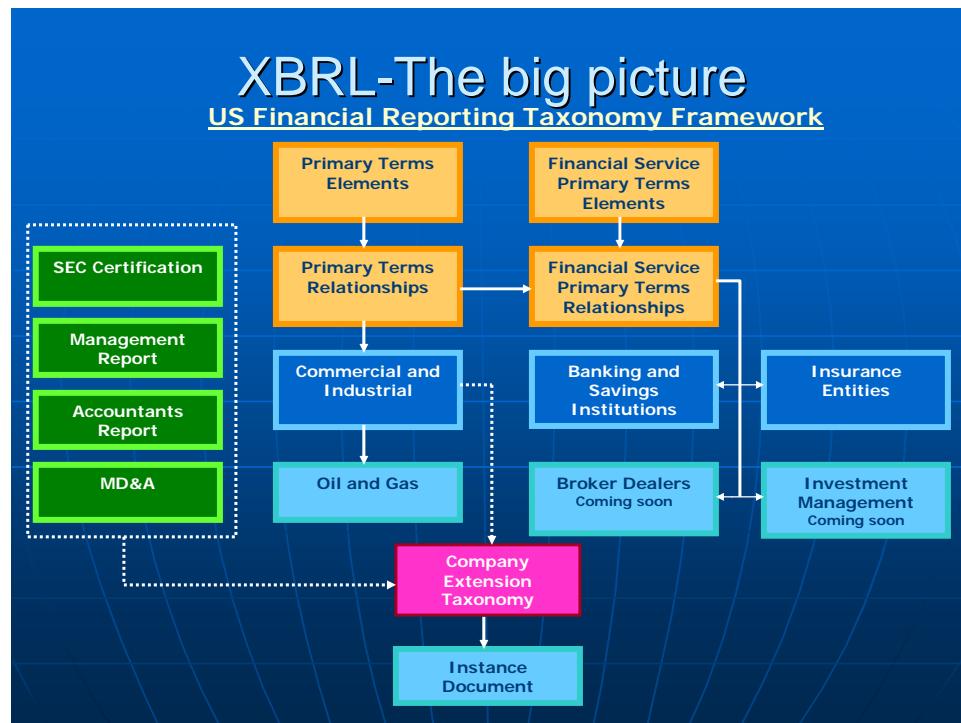 XBRL-The big picture
US Financial Reporting Taxonomy Framework
Primary Terms
Elements
Financial Service
Primary Terms
Elements
SEC Certification
Management
Report
Accountants
Report
MD&A
Primary Terms
Relationships
Financial Service
Primary Terms
Relationships
Commercial and
Industrial
Banking and
Savings
Institutions
Insurance
Entities
Oil and Gas
Broker Dealers
Coming soon
Investment
Management
Coming soon
Company
Extension
Taxonomy
Instance
Document